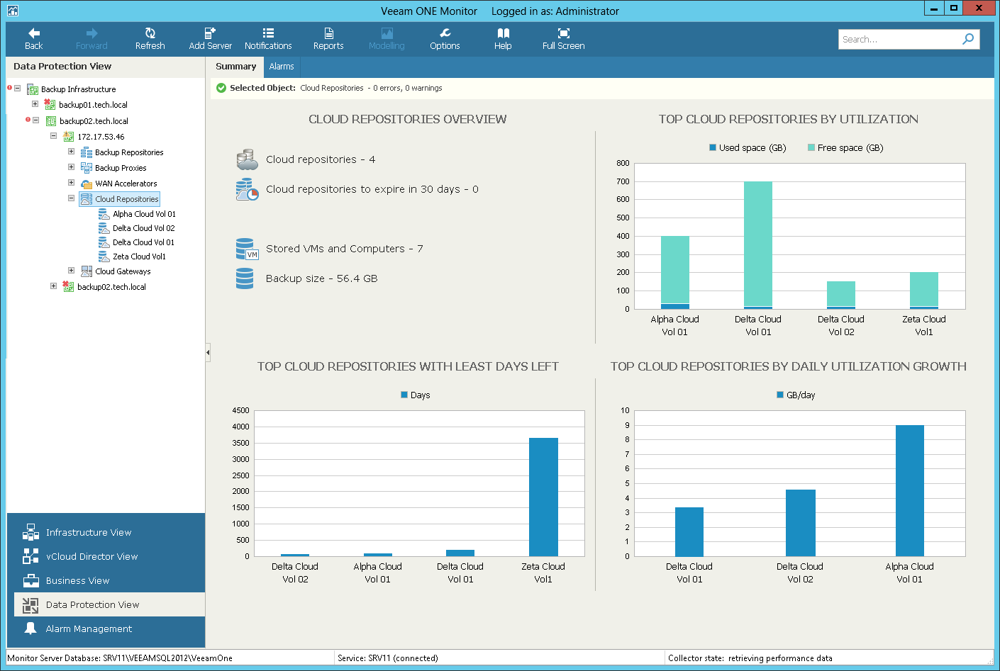 Veeam ONE Monitor Logged in as: Administrator
Back
Forward
Refresh
Add Server
Notifications
Reports
Modelling
Options
Help
Full Screen
Search...
Data Protection View
Backup Infrastructure
backup01.tech.local
backup02.tech.local
172.17.53.46
Backup Repositories
Backup Proxies
WAN Accelerators
Cloud Repositories
Alpha Cloud Vol 01
Delta Cloud Vol 02
Delta Cloud Vol 01
Zeta Cloud Vol1
Cloud Gateways
backup02.tech.local
Infrastructure View
vCloud Director View
Business View
Data Protection View
Alarm Management
Summary
Alarms
Selected Object: Cloud Repositories - 0 errors, 0 warnings
CLOUD REPOSITORIES OVERVIEW
Cloud repositories - 4
Cloud repositories to expire in 30 days - 0
VM
Stored VMs and Computers - 7
Backup size - 56.4 GB
TOP CLOUD REPOSITORIES BY UTILIZATION
Used space (GB)
Free space (GB)
800
700
600
500
400
300
200
100
0
Alpha Cloud
Vol 01
Delta Cloud
Vol 01
Delta Cloud
Vol 02
Zeta Cloud
Vol1
TOP CLOUD REPOSITORIES WITH LEAST DAYS LEFT
Days
4500
4000
3500
3000
2500
2000
1500
1000
500
0
Delta Cloud
Vol 02
Alpha Cloud
Vol 01
Delta Cloud
Vol 01
Zeta Cloud
Vol1
TOP CLOUD REPOSITORIES BY DAILY UTILIZATION GROWTH
GB/day
10
9
8
7
6
5
4
3
2
1
0
Delta Cloud
Vol 01
Delta Cloud
Vol 02
Alpha Cloud
Vol 01
Monitor Server Database: SRV11\VEEAMSQL2012\VeeamOne
Service: SRV11 (connected)
Collector state: retrieving performance data